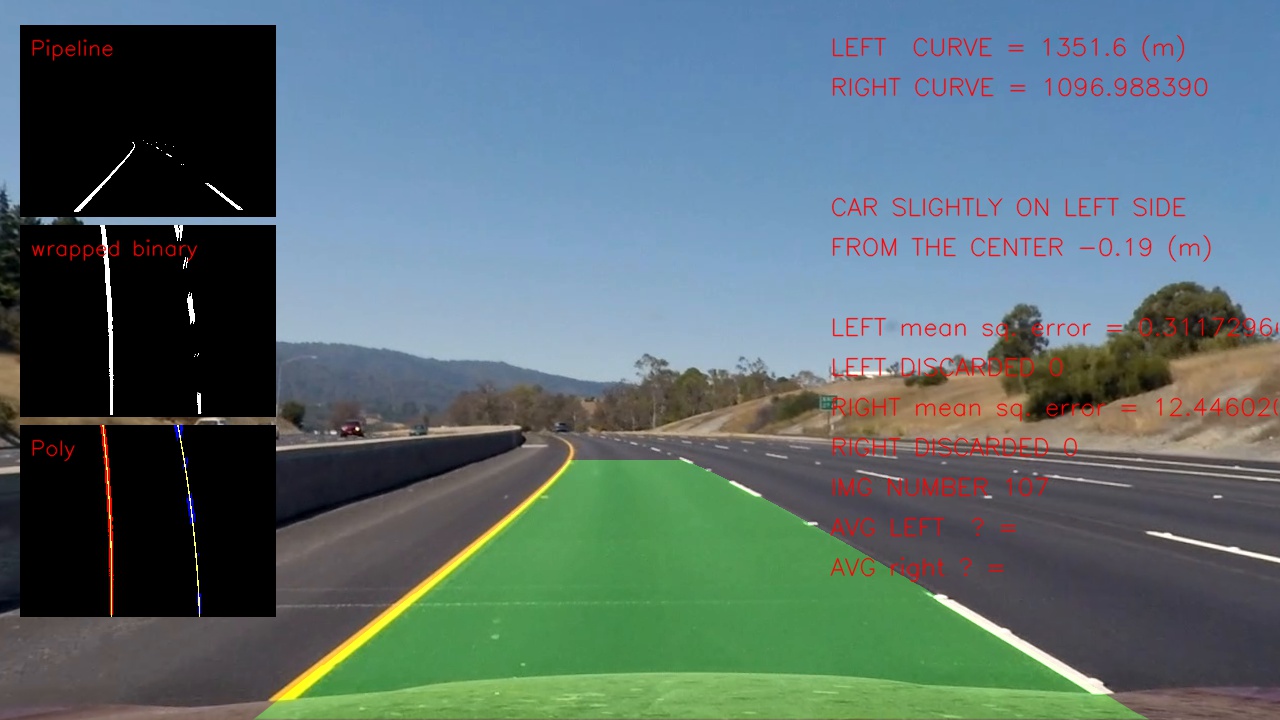 Pipeline
wrapped binary
Poly
LEFT CURVE = 1351.6 (m)
RIGHT CURVE = 1096.988390
CAR SLIGHTLY ON LEFT SIDE
FROM THE CENTER -0.19 (m)
LEFT mean sq. error = 0.3117296
LEFT DISCARDED 0
RIGHT mean sq. error = 12.446020
RIGHT DISCARDED 0
IMG NUMBER 107
AVG LEFT ? =
AVG right ? =